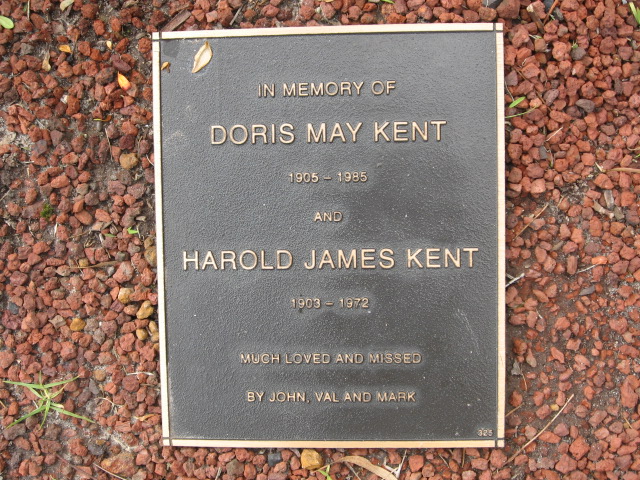 IN MEMORY OF
DORIS MAY KENT
1905 - 1985
AND
HAROLD JAMES KENT
1903 - 1972
MUCH LOVED AND MISSED
BY JOHN, VAL AND MARK
325